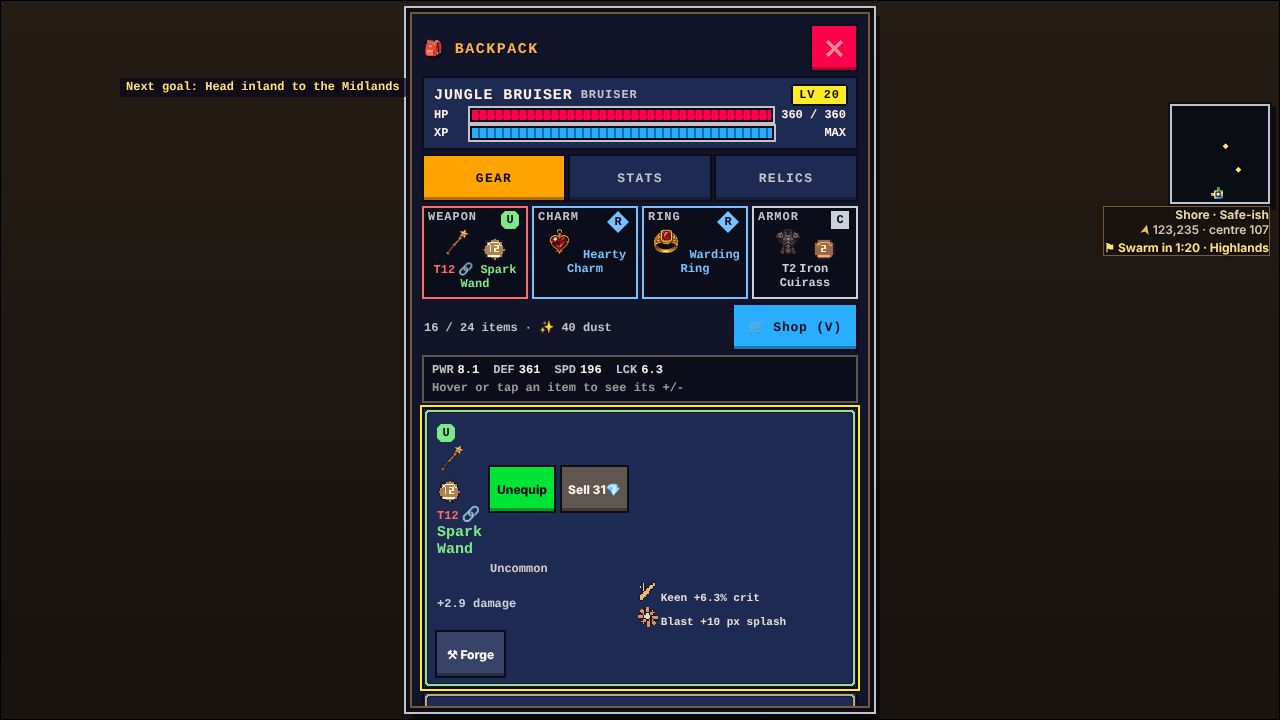 🎒 BACKPACK
Next goal: Head inland to the Midlands
JUNGLE BRUISER BRUISER LV 20
HP 360 / 360
XP MAX
GEAR STATS RELICS
WEAPON U
12
T12 🔗 Spark
Wand
CHARM R
Hearty
Charm
RING R
Warding
Ring
ARMOR C
2
T2 Iron
Cuirass
16 / 24 items · ✨ 40 dust
🛒 Shop (V)
PWR 8.1 DEF 361 SPD 196 LCK 6.3
Hover or tap an item to see its +/-
U
12
T12 🔗
Spark
Wand
Unequip Sell 31💎
Uncommon
+2.9 damage
Keen +6.3% crit
Blast +10 px splash
⚒ Forge
Shore · Safe-ish
123,235 · centre 107
⚑ Swarm in 1:20 · Highlands